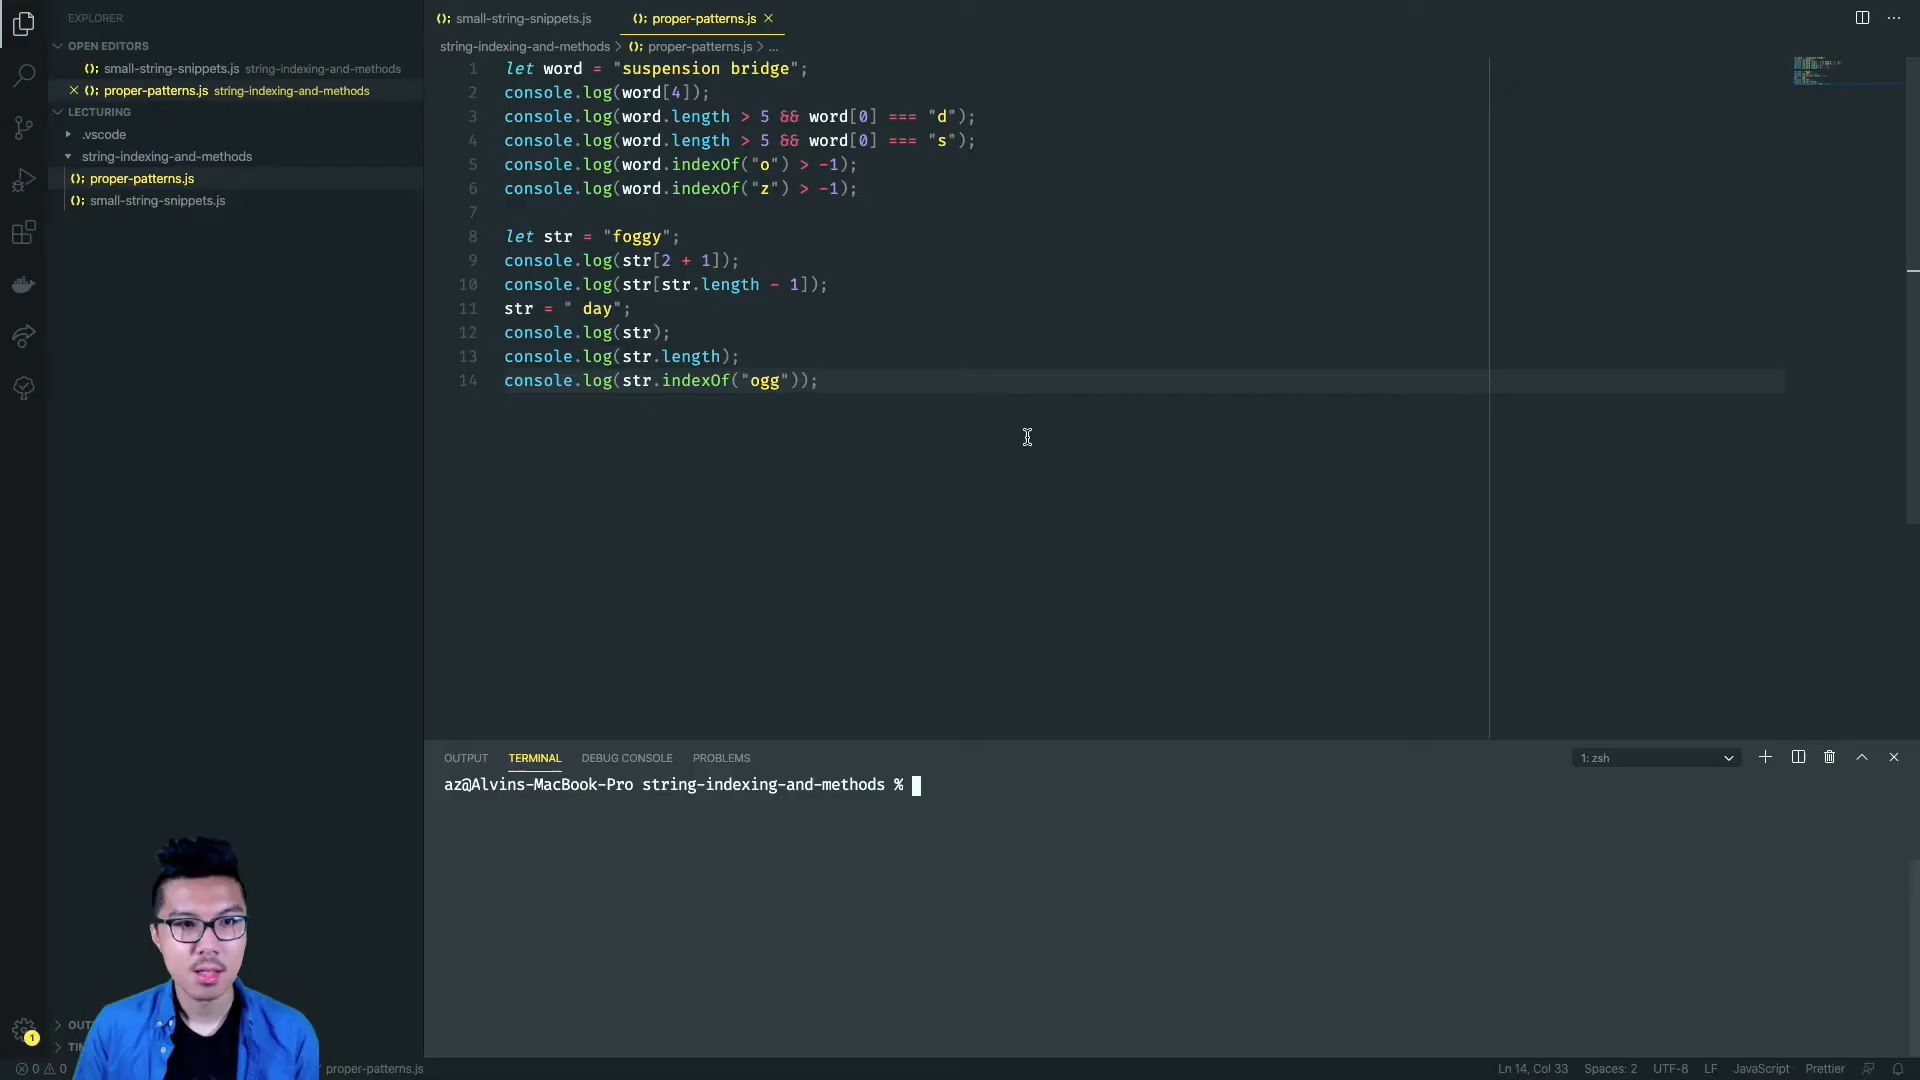 EXPLORER
OPEN EDITORS
(); small-string-snippets.js string-indexing-and-methods
(); proper-patterns.js string-indexing-and-methods
LECTURING
.vscode
string-indexing-and-methods
(); proper-patterns.js
(); small-string-snippets.js
(); small-string-snippets.js (); proper-patterns.js
string-indexing-and-methods > (); proper-patterns.js > ...
1 let word = "suspension bridge";
2 console.log(word[4]);
3 console.log(word.length > 5 && word[0] === "d");
4 console.log(word.length > 5 && word[0] === "s");
5 console.log(word.indexOf("o") > -1);
6 console.log(word.indexOf("z") > -1);
7
8 let str = "foggy";
9 console.log(str[2 + 1]);
10 console.log(str[str.length - 1]);
11 str = " day";
12 console.log(str);
13 console.log(str.length);
14 console.log(str.indexOf("ogg"));
OUTPUT TERMINAL DEBUG CONSOLE PROBLEMS 1: zsh
az@Alvins-MacBook-Pro string-indexing-and-methods %
1
0 0 proper-patterns.js Ln 14, Col 33 Spaces: 2 UTF-8 LF JavaScript Prettier